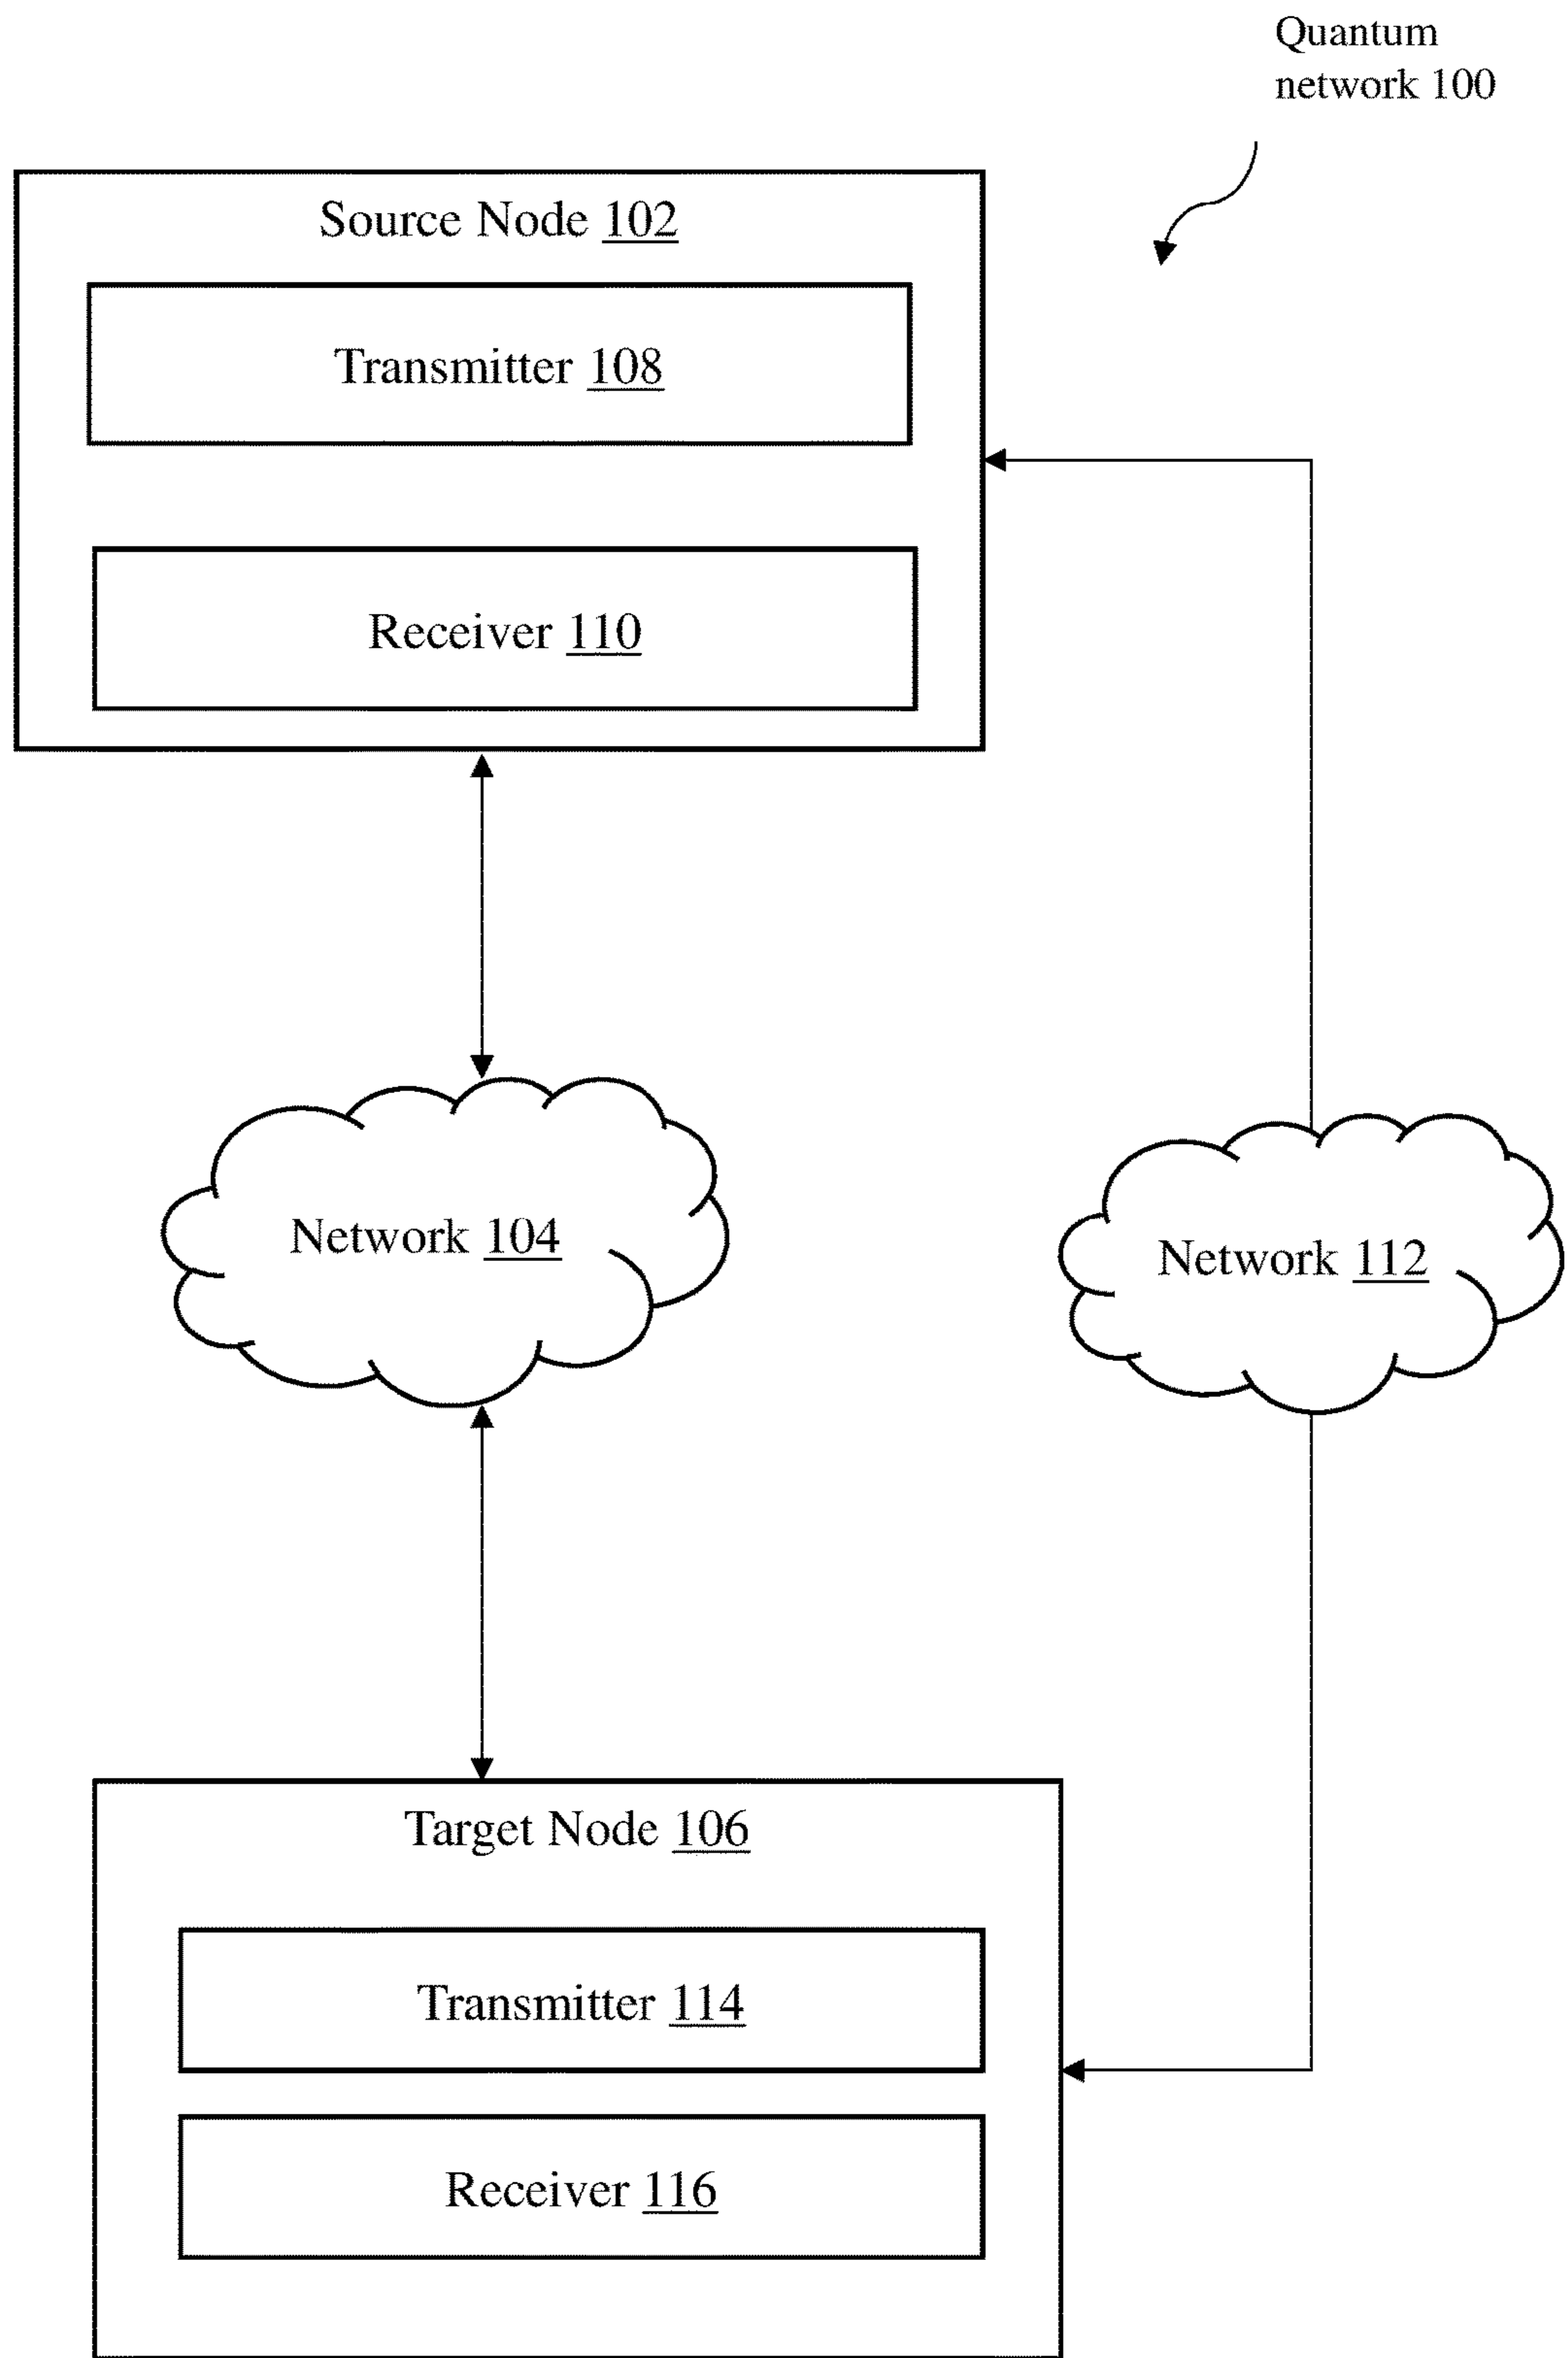 Quantum
network 100
Source Node 102
Transmitter 108
Receiver 110
Network 104
Network 112
Target Node 106
Transmitter 114
Receiver 116